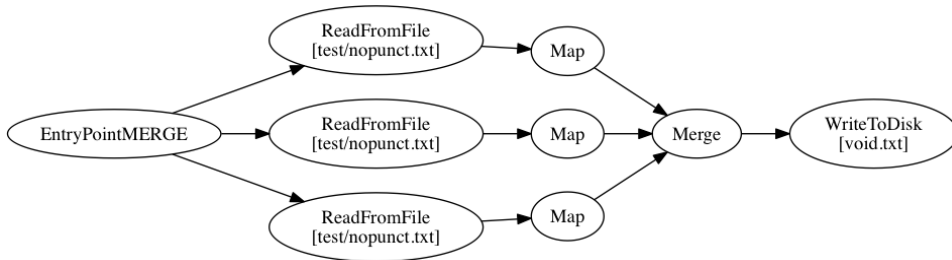 ReadFromFile
[test/nopunct.txt]
Map
EntryPointMERGE
ReadFromFile
[test/nopunct.txt]
Map
Merge
WriteToDisk
[void.txt]
ReadFromFile
[test/nopunct.txt]
Map